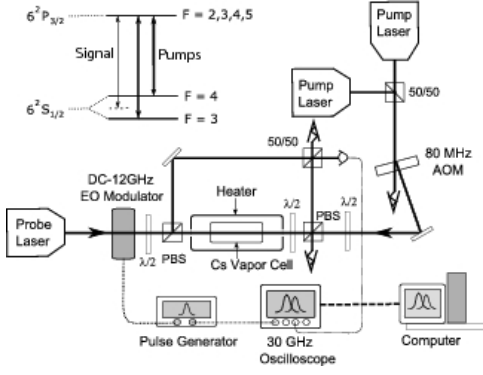 6²P3/2
F = 2,3,4,5
Signal
Pumps
6²S1/2
F = 4
F = 3
Pump
Laser
Pump
Laser
50/50
50/50
80 MHz
AOM
DC-12GHz
EO Modulator
Heater
λ/2
λ/2
PBS
Probe
Laser
λ/2
PBS
Cs Vapor Cell
Pulse Generator
30 GHz
Oscilloscope
Computer